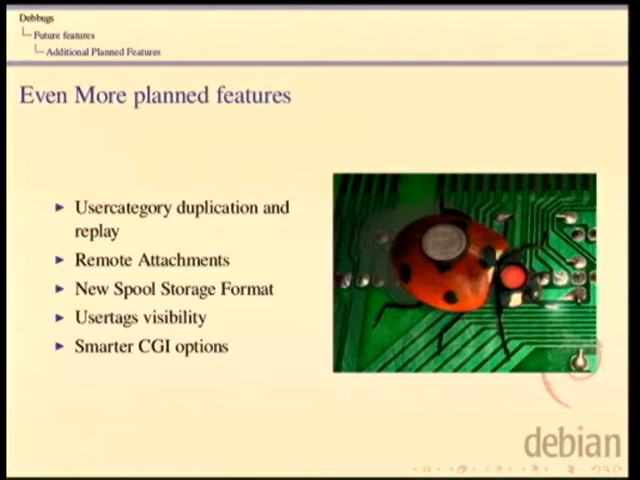 Debbugs
Future features
Additional Planned Features
Even More planned features
Usercategory duplication and
replay
Remote Attachments
New Spool Storage Format
Usertags visibility
Smarter CGI options
debian